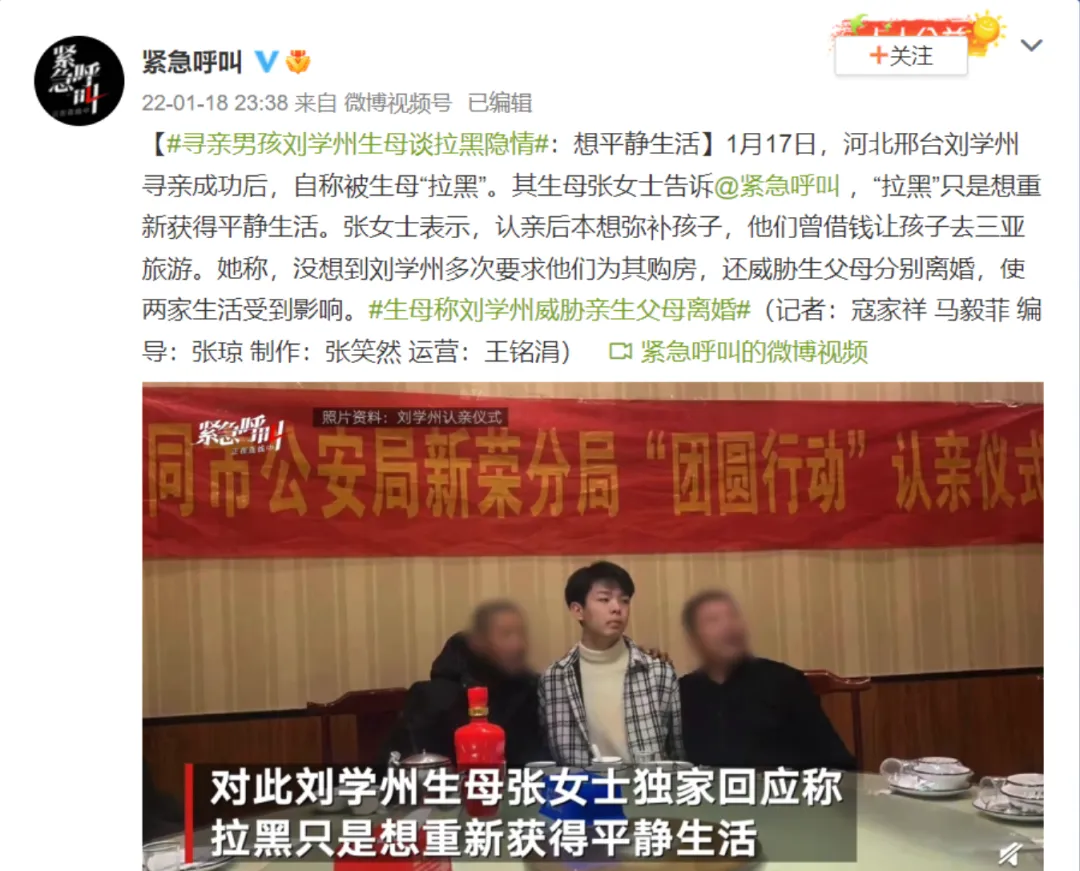 紧急呼叫
紧急呼叫
+关注
22-01-18 23:38 来自 微博视频号 已编辑
【#寻亲男孩刘学州生母谈拉黑隐情#：想平静生活】1月17日，河北邢台刘学州
寻亲成功后，自称被生母“拉黑”。其生母张女士告诉@紧急呼叫 ，“拉黑”只是想重
新获得平静生活。张女士表示，认亲后本想弥补孩子，他们曾借钱让孩子去三亚
旅游。她称，没想到刘学州多次要求他们为其购房，还威胁生父母分别离婚，使
两家生活受到影响。#生母称刘学州威胁亲生父母离婚#（记者：寇家祥 马毅菲 编
导：张琼 制作：张笑然 运营：王铭涓） 紧急呼叫的微博视频
紧急呼叫
正在直线中
照片资料：刘学州认亲仪式
同市公安局新荣分局“团圆行动”认亲仪式
对此刘学州生母张女士独家回应称
拉黑只是想重新获得平静生活